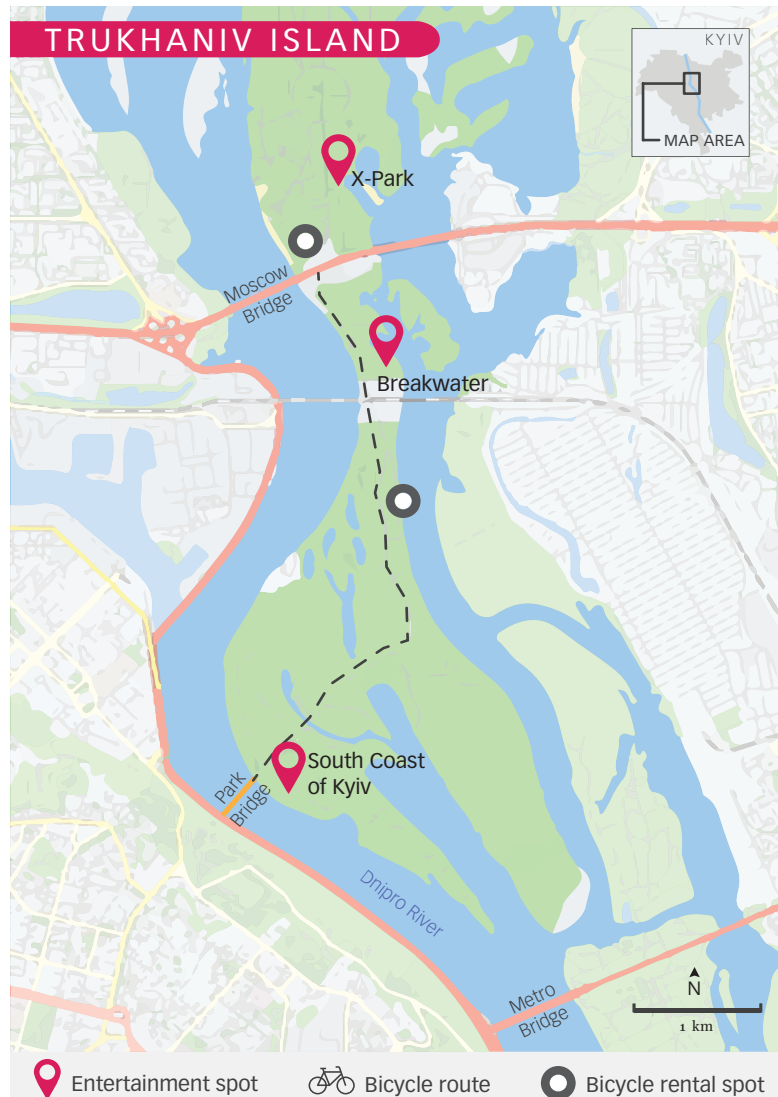 TRUKHANIV ISLAND
KYIV
MAP AREA
X-Park
Moscow
Bridge
Breakwater
South Coast
of Kyiv
Park
Bridge
Dnipro River
Metro
Bridge
N
1 km
Entertainment spot
Bicycle route
Bicycle rental spot